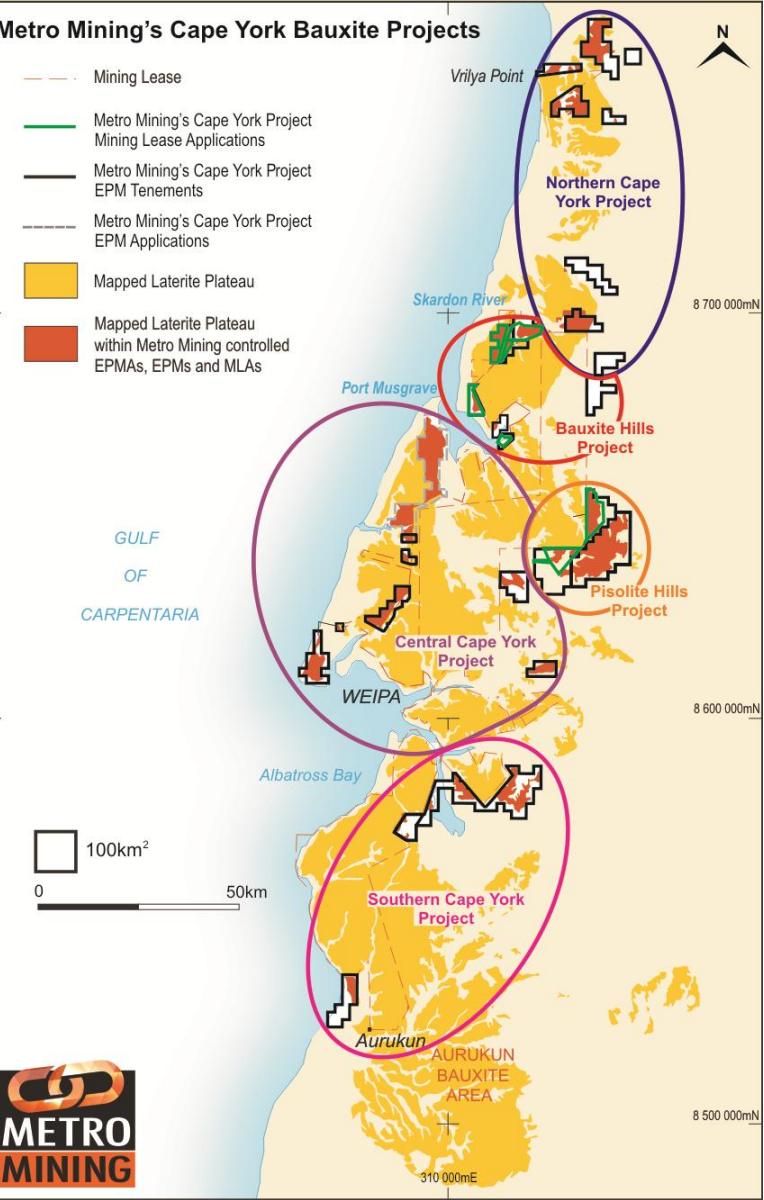 Metro Mining's Cape York Bauxite Projects
Mining Lease
Metro Mining's Cape York Project
Mining Lease Applications
Metro Mining's Cape York Project
EPM Tenements
Metro Mining's Cape York Project
EPM Applications
Mapped Laterite Plateau
Mapped Laterite Plateau
within Metro Mining controlled
EPMAs, EPMs and MLAs
N
Vrilya Point
Northern Cape
York Project
Skardon River
8 700 000mN
Port Musgrave
Bauxite Hills
Project
GULF
OF
CARPENTARIA
Pisolite Hills
Project
Central Cape York
Project
WEIPA
8 600 000mN
Albatross Bay
100km²
0 50km
Southern Cape York
Project
Aurukun
AURUKUN
BAUXITE
AREA
8 500 000mN
310 000mE
METRO
MINING